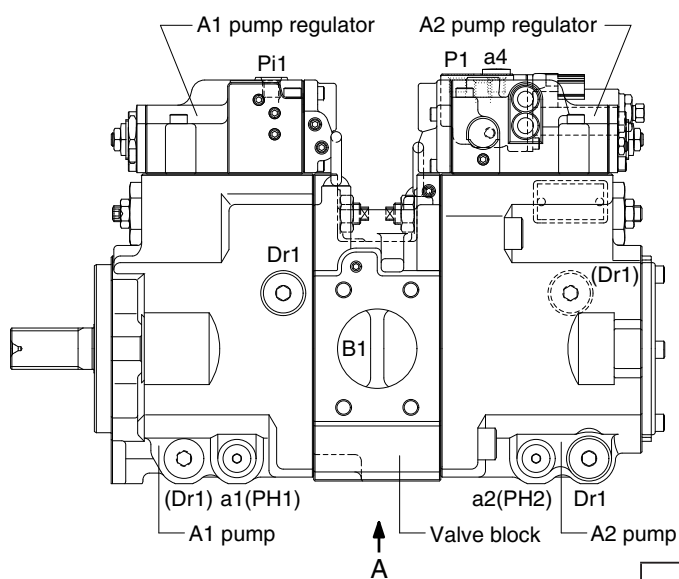 A1 pump regulator
A2 pump regulator
Pi1
P1
a4
Dr1
(Dr1)
B1
(Dr1)
a1(PH1)
a2(PH2)
Dr1
A1 pump
Valve block
A2 pump
A